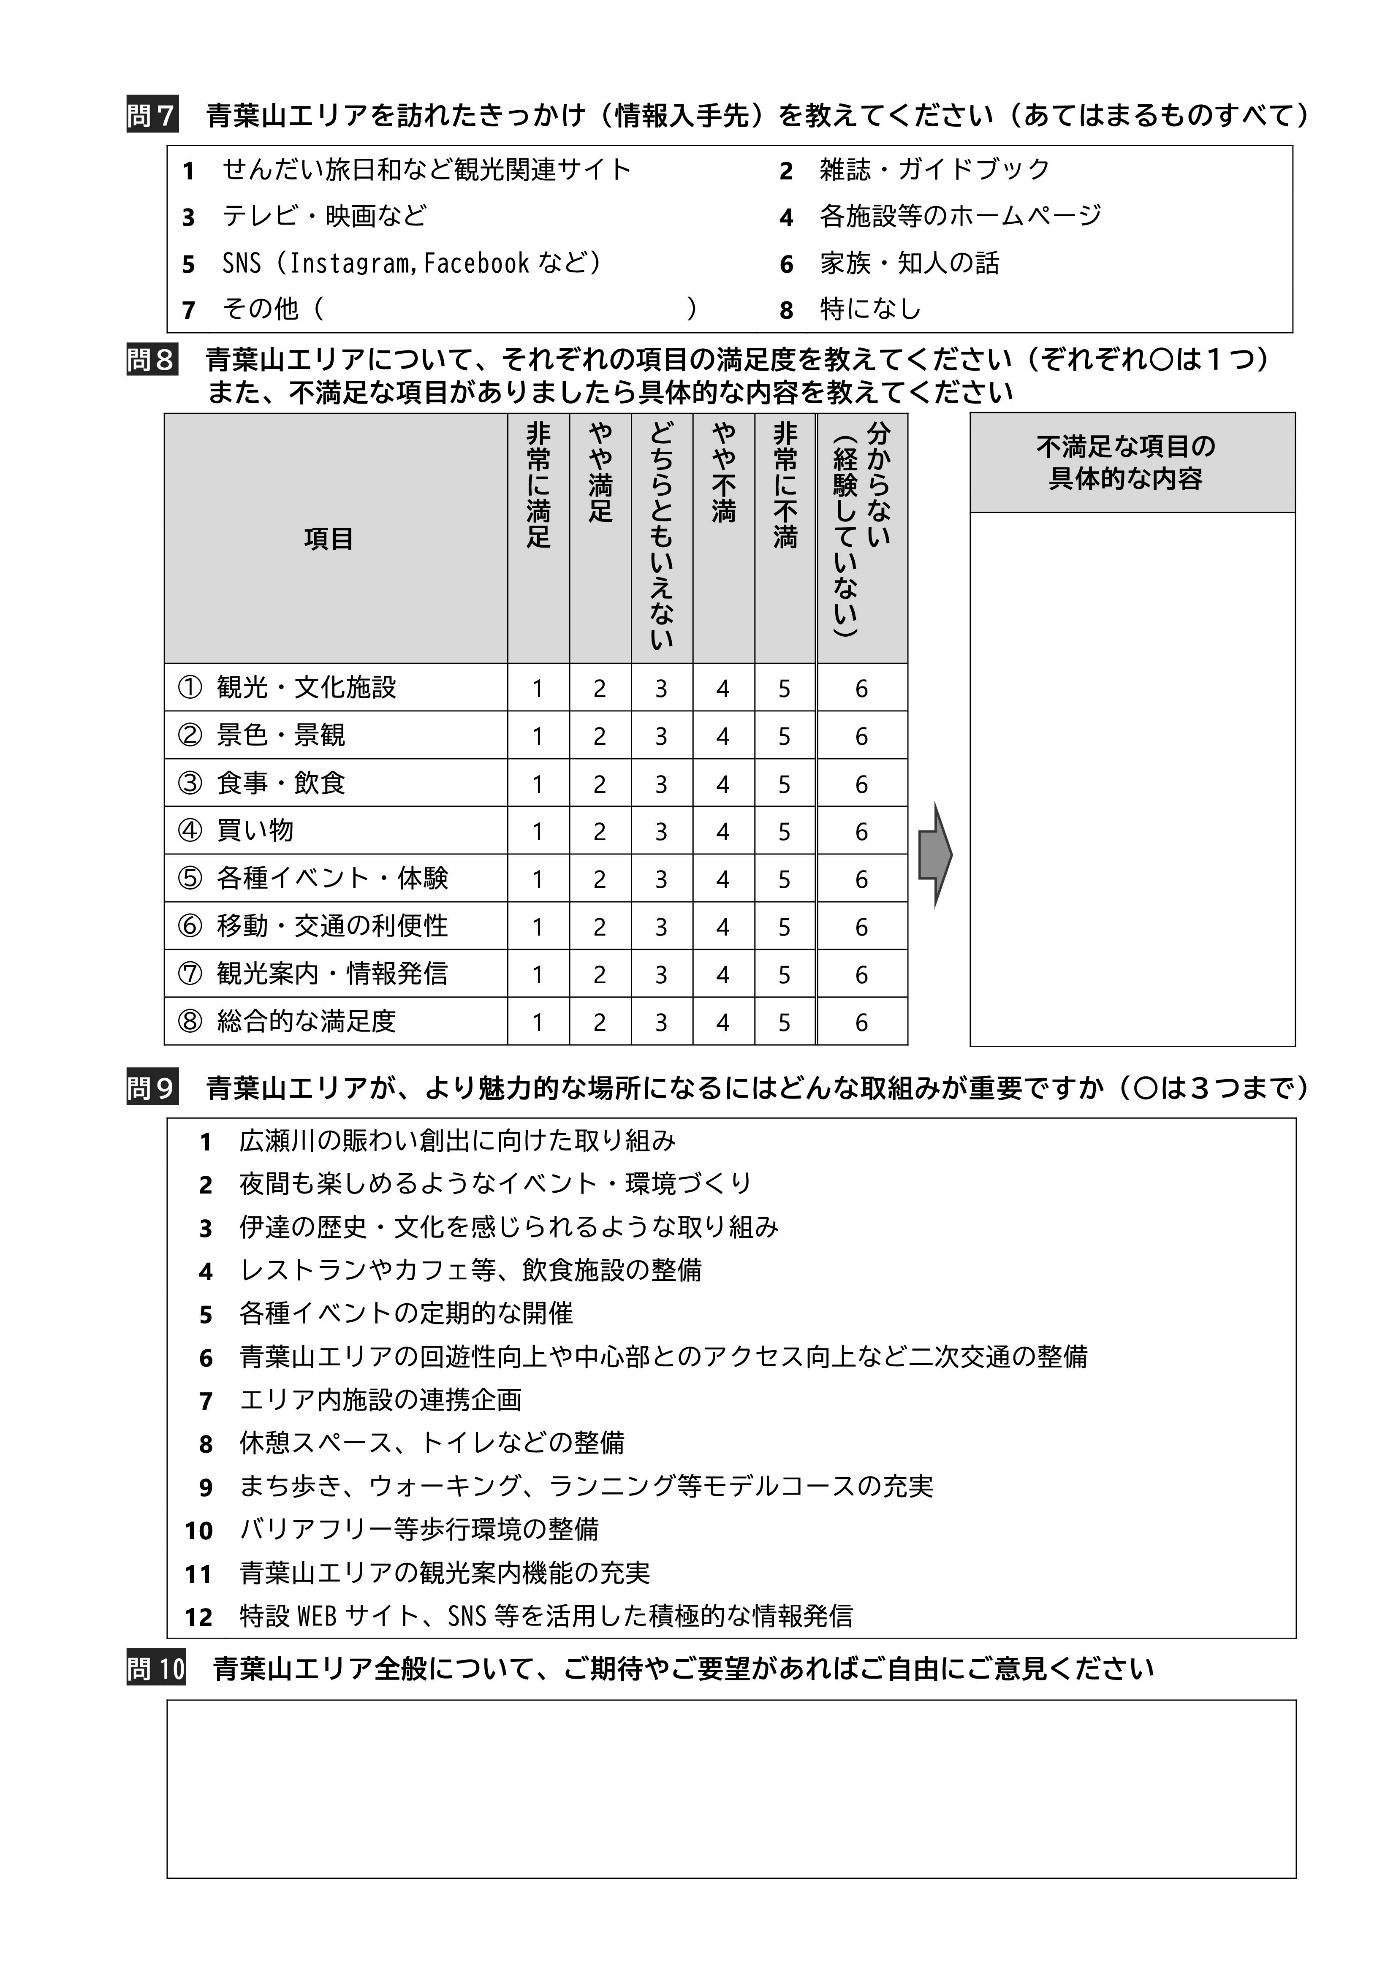 問7 青葉山エリアを訪れたきっかけ（情報入手先）を教えてください（あてはまるものすべて）
1 せんだい旅日和など観光関連サイト 2 雑誌・ガイドブック
3 テレビ・映画など 4 各施設等のホームページ
5 SNS（Instagram,Facebook など） 6 家族・知人の話
7 その他（ ） 8 特になし
問8 青葉山エリアについて、それぞれの項目の満足度を教えてください（ぞれぞれ〇は１つ）
また、不満足な項目がありましたら具体的な内容を教えてください
項目 非常に満足 やや満足 どちらともいえない やや不満 非常に不満 分からない（経験していない）
① 観光・文化施設 1 2 3 4 5 6
② 景色・景観 1 2 3 4 5 6
③ 食事・飲食 1 2 3 4 5 6
④ 買い物 1 2 3 4 5 6
⑤ 各種イベント・体験 1 2 3 4 5 6
⑥ 移動・交通の利便性 1 2 3 4 5 6
⑦ 観光案内・情報発信 1 2 3 4 5 6
⑧ 総合的な満足度 1 2 3 4 5 6
不満足な項目の
具体的な内容
問9 青葉山エリアが、より魅力的な場所になるにはどんな取組みが重要ですか（〇は３つまで）
1 広瀬川の賑わい創出に向けた取り組み
2 夜間も楽しめるようなイベント・環境づくり
3 伊達の歴史・文化を感じられるような取り組み
4 レストランやカフェ等、飲食施設の整備
5 各種イベントの定期的な開催
6 青葉山エリアの回遊性向上や中心部とのアクセス向上など二次交通の整備
7 エリア内施設の連携企画
8 休憩スペース、トイレなどの整備
9 まち歩き、ウォーキング、ランニング等モデルコースの充実
10 バリアフリー等歩行環境の整備
11 青葉山エリアの観光案内機能の充実
12 特設 WEB サイト、SNS 等を活用した積極的な情報発信
問10 青葉山エリア全般について、ご期待やご要望があればご自由にご意見ください